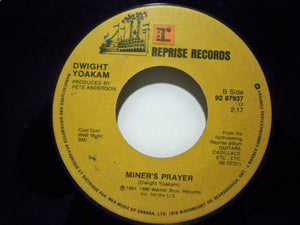 r
REPRISE RECORDS
DWIGHT
YOAKAM
PRODUCED BY
PETE ANDERSON
B Side
92 87937
2:17
Coal Dust
West Music
BMI
From the
forthcoming
Reprise album
GUITARS,
CADILLACS,
ETC., ETC.
MINER'S PRAYER
(Dwight Yoakam)
1984, 1986 Warner Bros. Records
Inc. for the U.S.